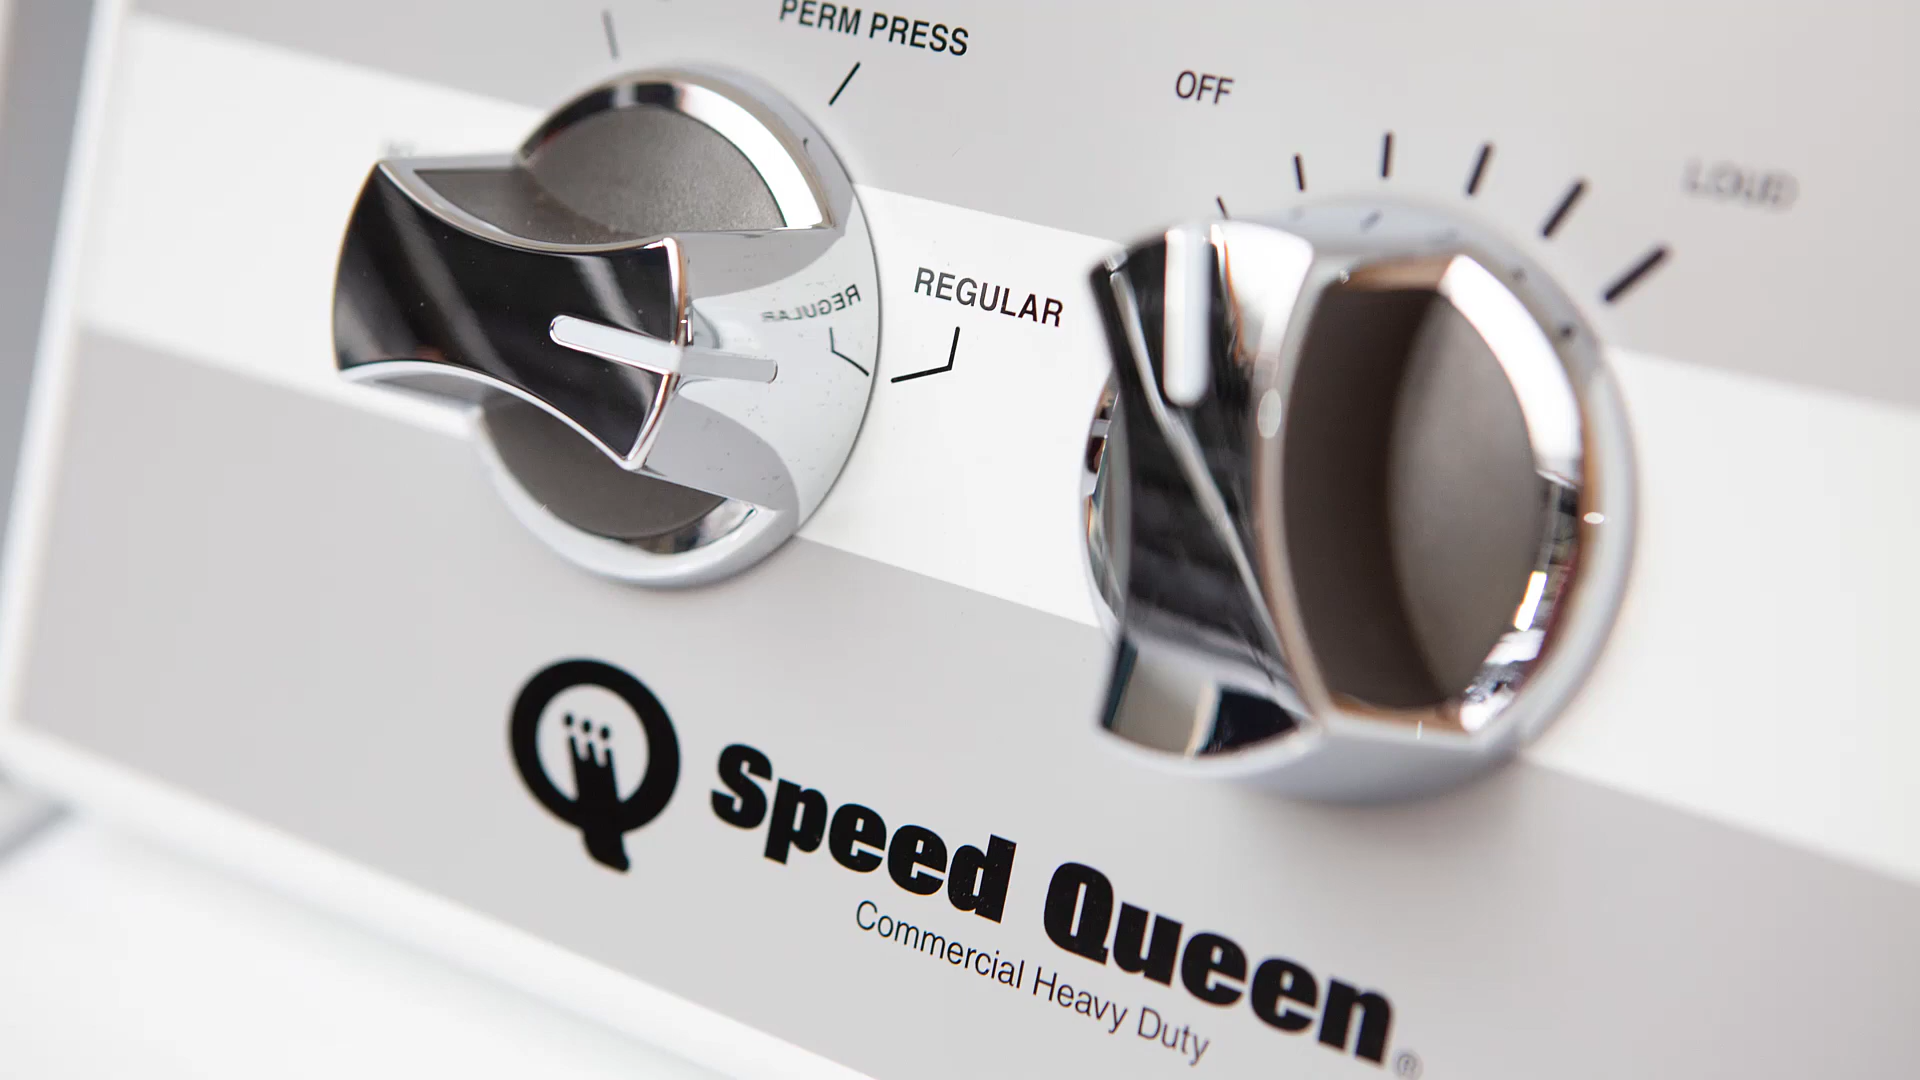 PERM PRESS
OFF
LOUD
REGULAR
REGULAR
Speed Queen
Commercial Heavy Duty
®